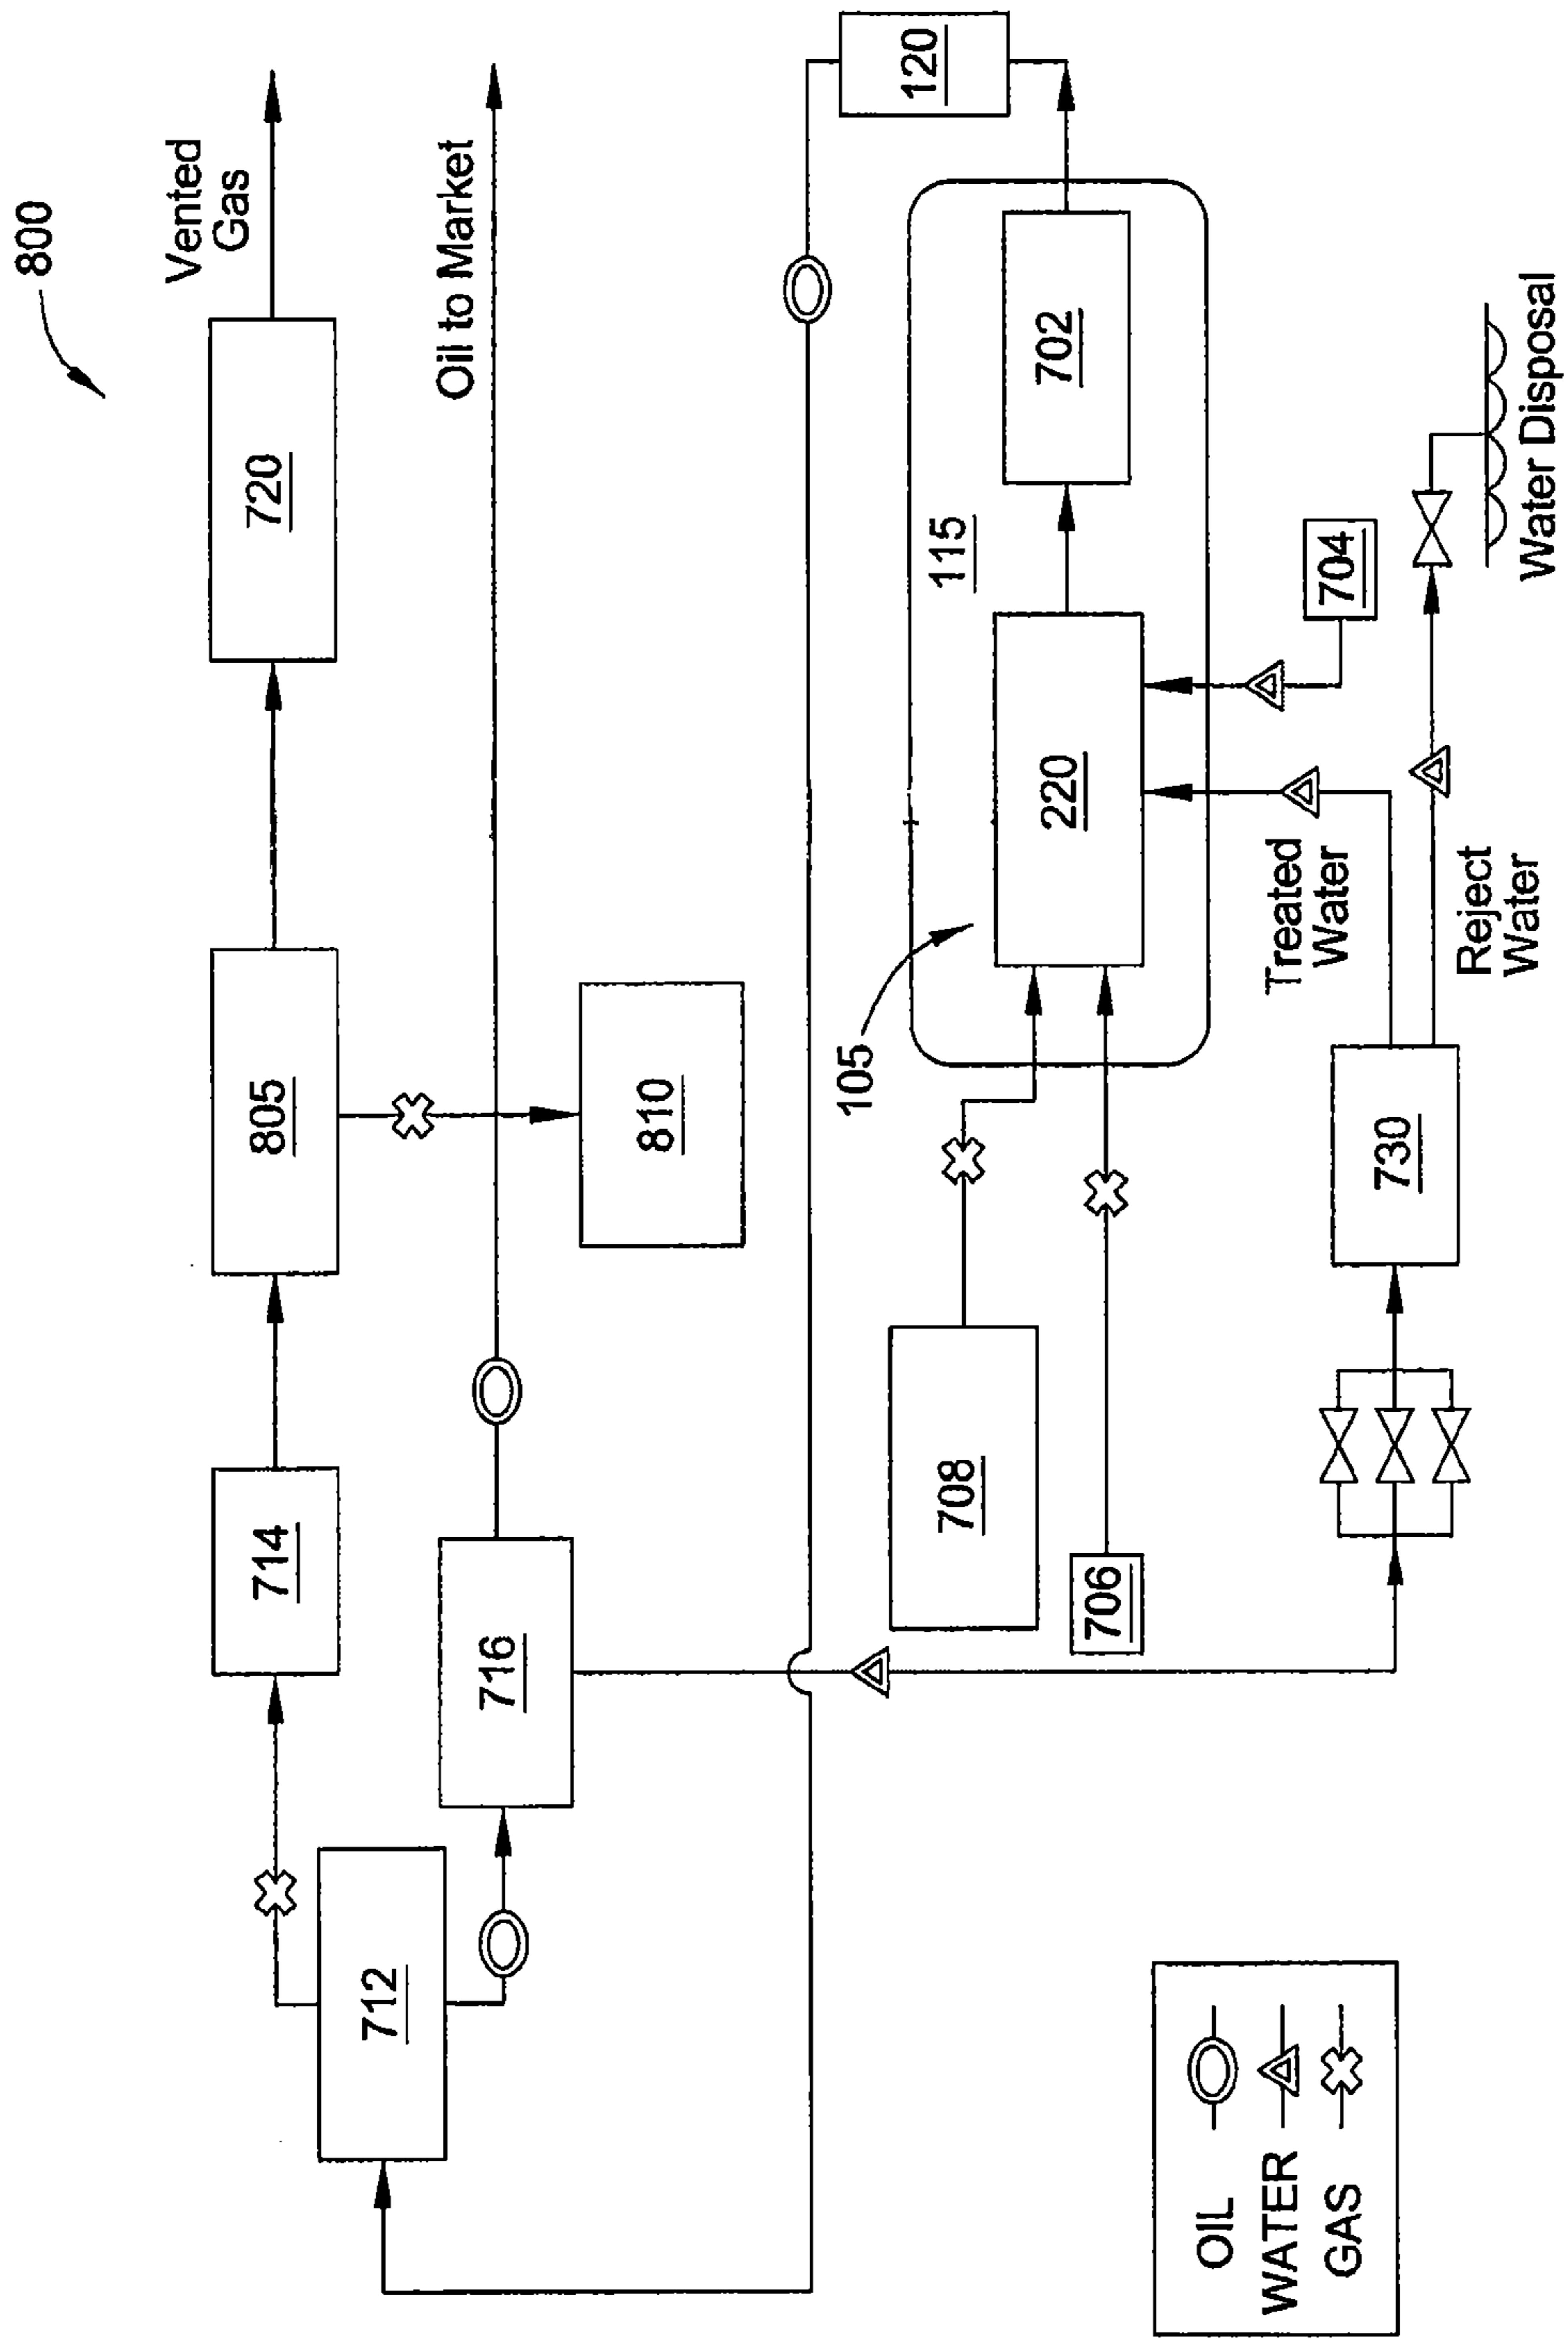 800
Vented
Gas
720
805
714
Oil to Market
810
716
712
120
702
115
220
105
708
706
704
Treated
Water
Reject
Water
730
Water Disposal
OIL
WATER
GAS